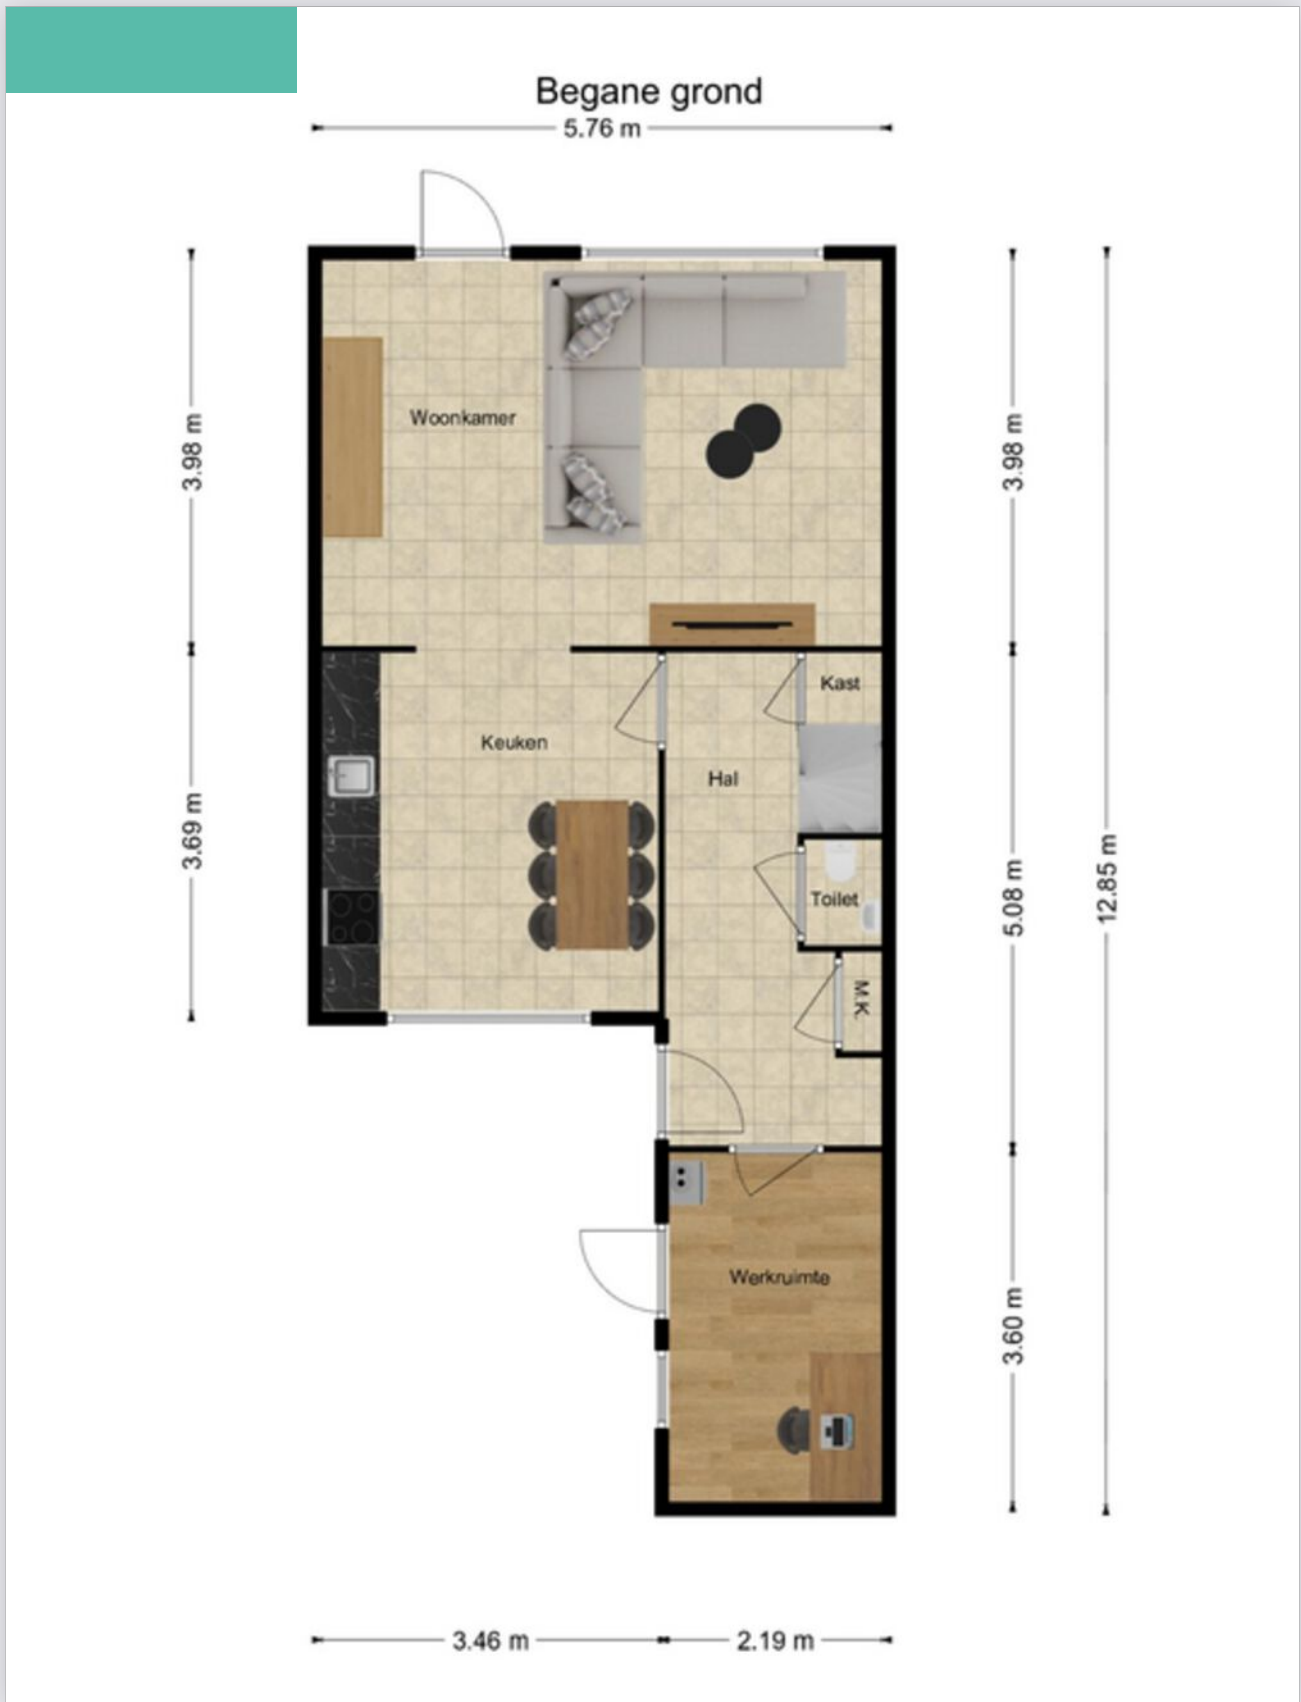 Begane grond
5.76 m
Woonkamer
3.98 m
3.98 m
Kast
Keuken
Hal
3.69 m
5.08 m
12.85 m
Toilet
M.K.
Werkruimte
3.60 m
3.46 m
2.19 m